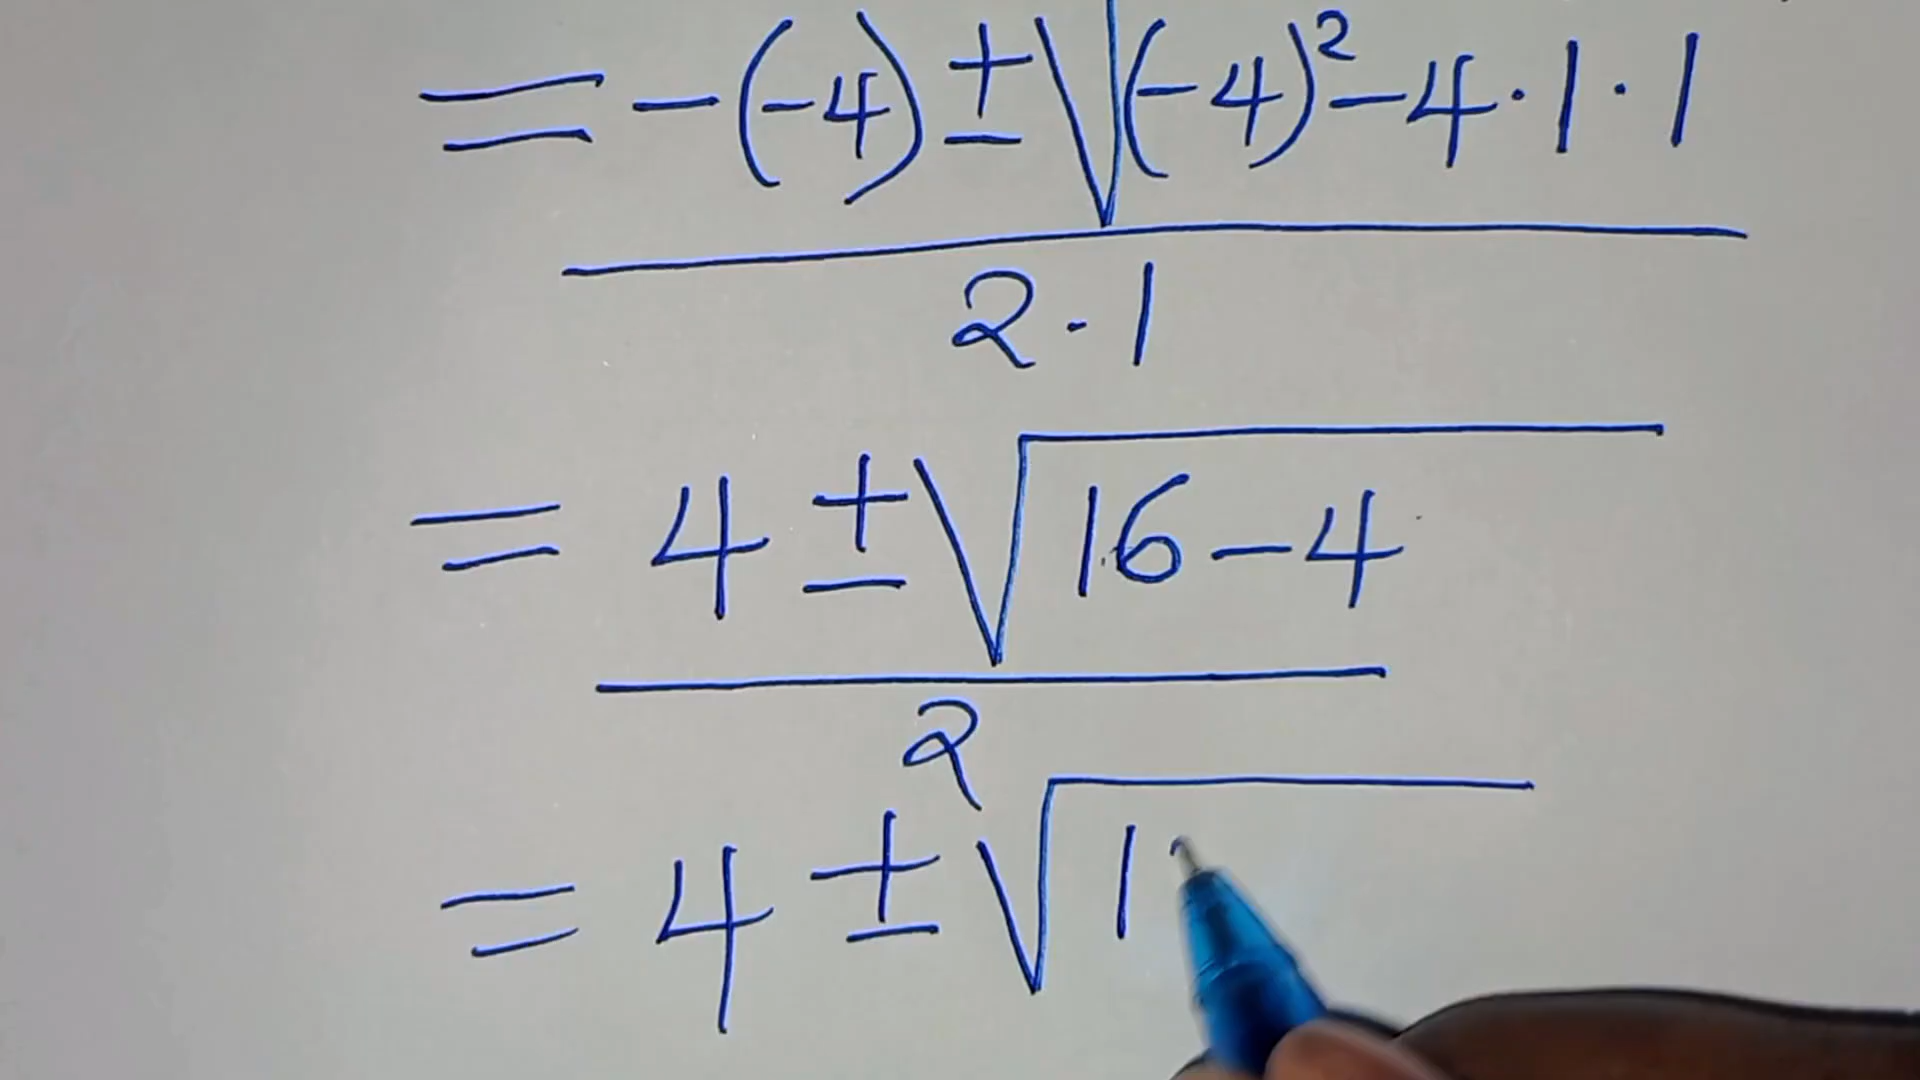 = -(-4) ± √(-4)² - 4 · 1 · 1
2 · 1
= 4 ± √16 - 4
2
= 4 ± √1